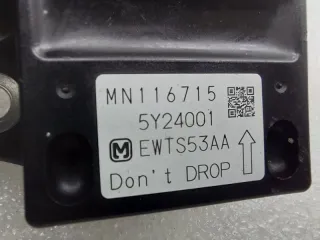 MN116715
5Y24001
M EWTS53AA
Don't DROP